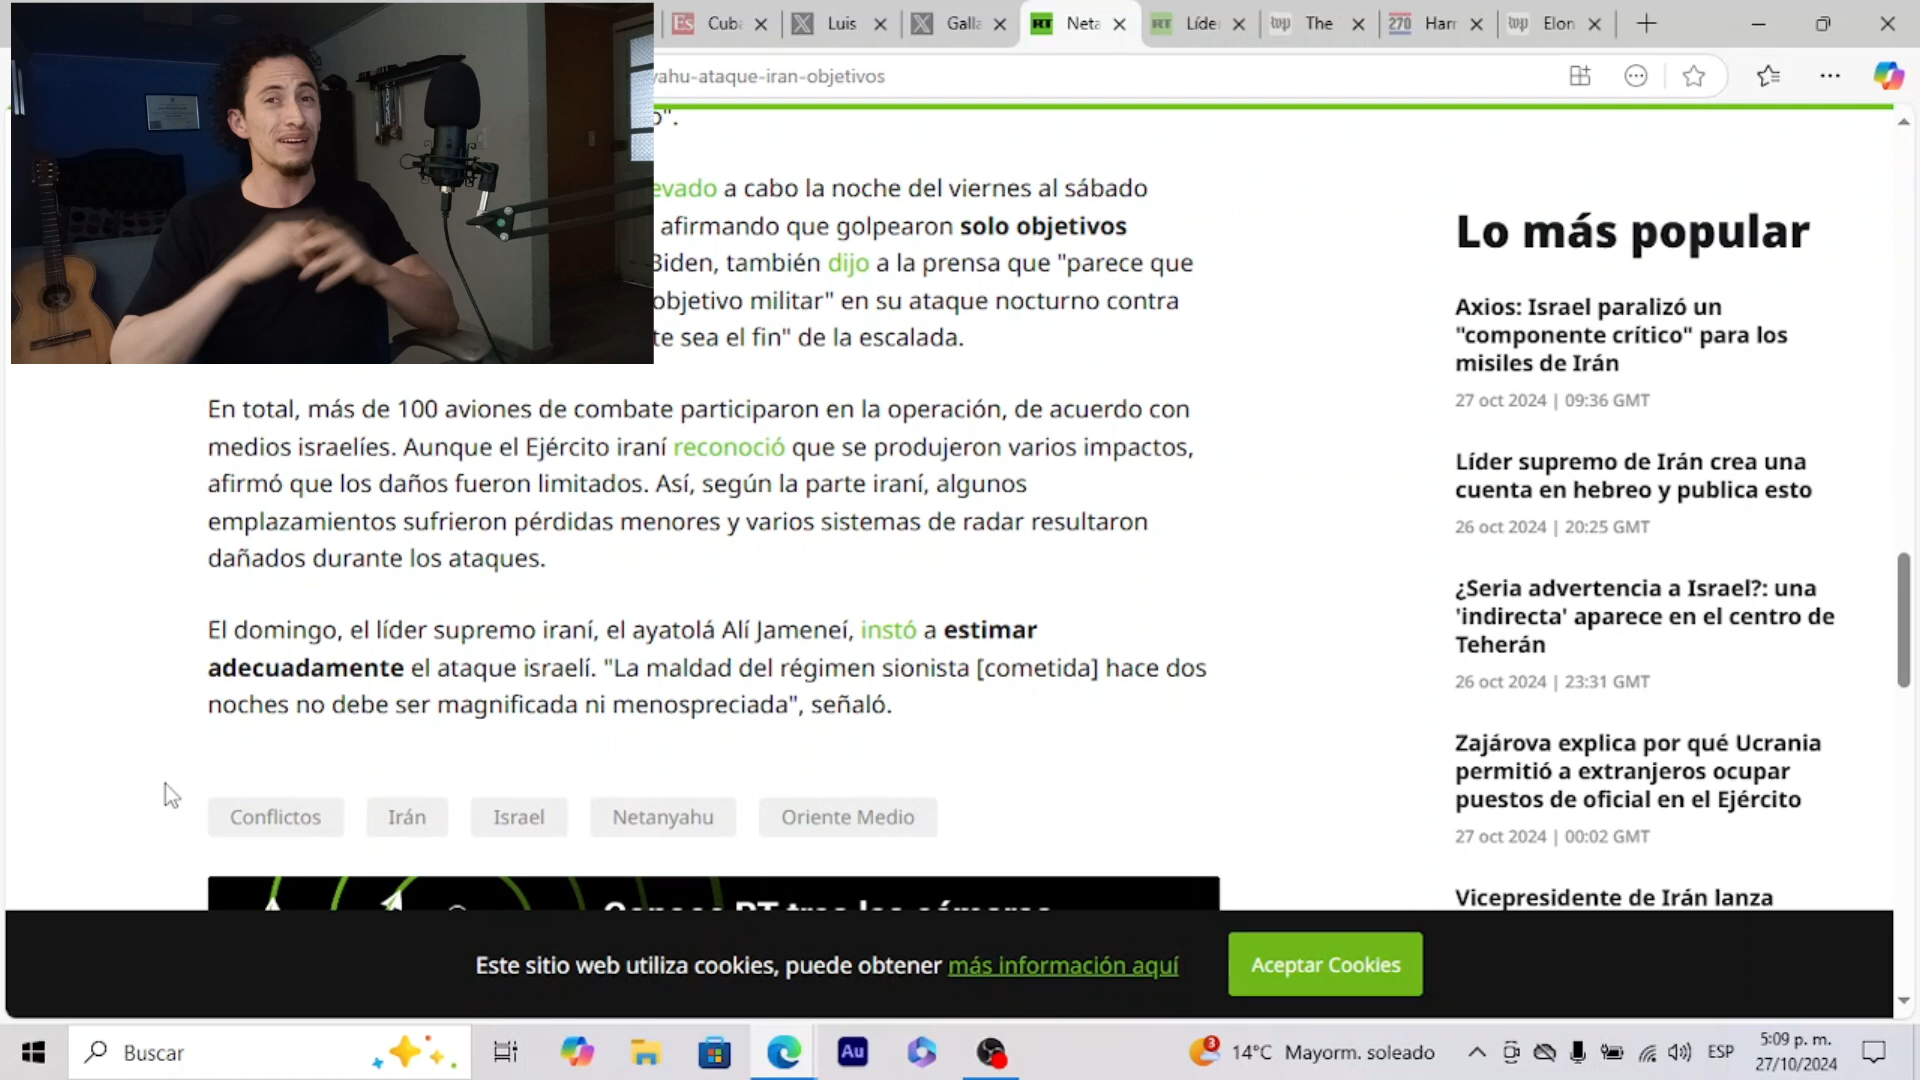 Cub
Luis
Galla
RT
Neta
RT
Líde
wp
The
270
Harr
wp
Elon
yahu-ataque-iran-objetivos
o".
evado a cabo la noche del viernes al sábado
afirmando que golpearon solo objetivos
Biden, también dijo a la prensa que "parece que
objetivo militar" en su ataque nocturno contra
te sea el fin" de la escalada.
En total, más de 100 aviones de combate participaron en la operación, de acuerdo con
medios israelíes. Aunque el Ejército iraní reconoció que se produjeron varios impactos,
afirmó que los daños fueron limitados. Así, según la parte iraní, algunos
emplazamientos sufrieron pérdidas menores y varios sistemas de radar resultaron
dañados durante los ataques.
El domingo, el líder supremo iraní, el ayatolá Alí Jameneí, instó a estimar
adecuadamente el ataque israelí. "La maldad del régimen sionista [cometida] hace dos
noches no debe ser magnificada ni menospreciada", señaló.
Conflictos
Irán
Israel
Netanyahu
Oriente Medio
Lo más popular
Axios: Israel paralizó un
"componente crítico" para los
misiles de Irán
27 oct 2024 | 09:36 GMT
Líder supremo de Irán crea una
cuenta en hebreo y publica esto
26 oct 2024 | 20:25 GMT
¿Seria advertencia a Israel?: una
'indirecta' aparece en el centro de
Teherán
26 oct 2024 | 23:31 GMT
Zajárova explica por qué Ucrania
permitió a extranjeros ocupar
puestos de oficial en el Ejército
27 oct 2024 | 00:02 GMT
Vicepresidente de Irán lanza
Este sitio web utiliza cookies, puede obtener más información aquí
Aceptar Cookies
Buscar
Au
3
14°C Mayorm. soleado
ESP
5:09 p. m.
27/10/2024